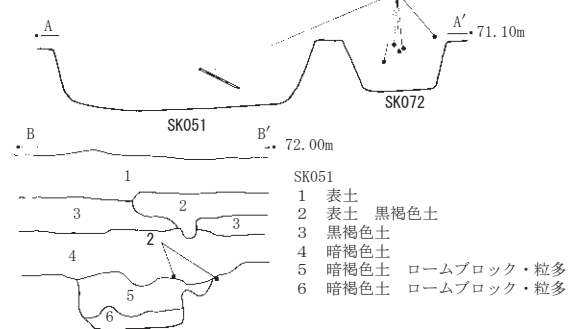 A A′
71.10m
SK051
SK072
B B′
72.00m
1
2
3
3
2
4
5
6
SK051
1 表土
2 表土 黒褐色土
3 黒褐色土
4 暗褐色土
5 暗褐色土 ロームブロック・粒多
6 暗褐色土 ロームブロック・粒多